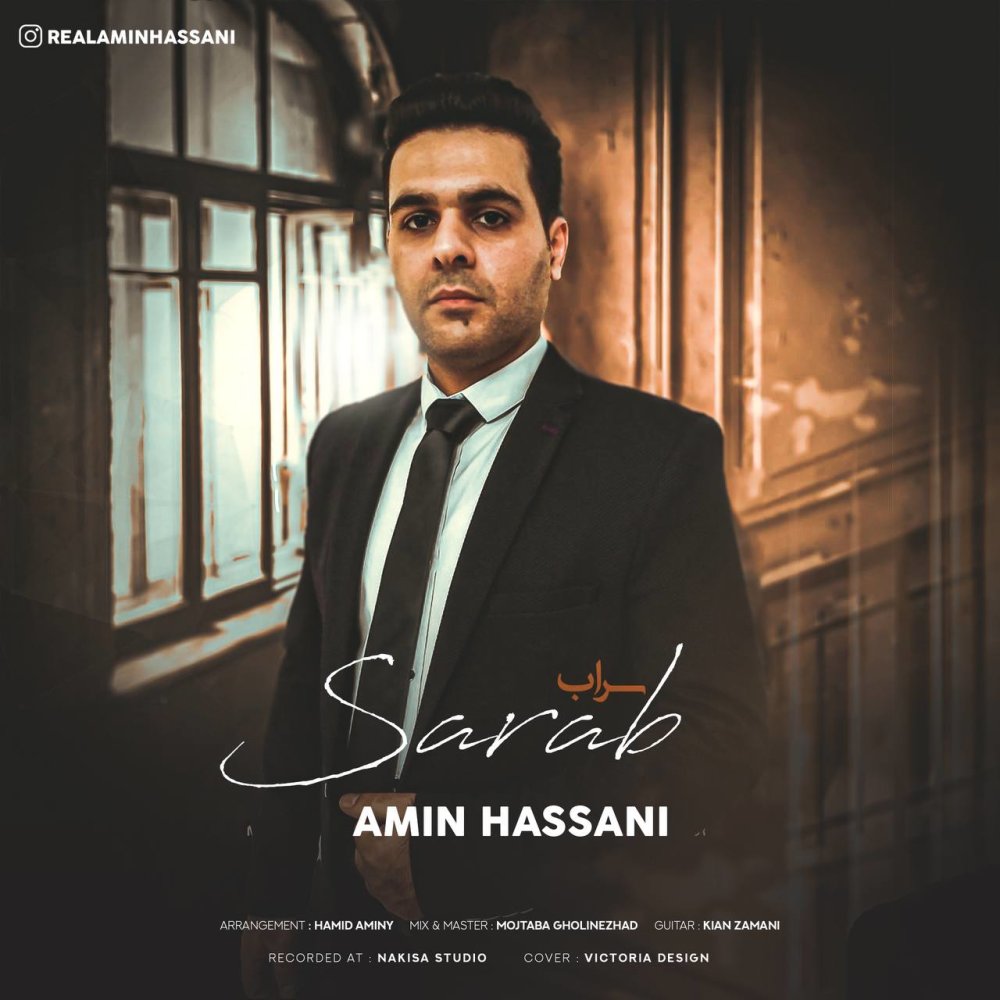 REALAMINHASSANI
سراب
Sarab
AMIN HASSANI
ARRANGEMENT : HAMID AMINY MIX & MASTER : MOJTABA GHOLINEZHAD GUITAR : KIAN ZAMANI
RECORDED AT : NAKISA STUDIO COVER : VICTORIA DESIGN